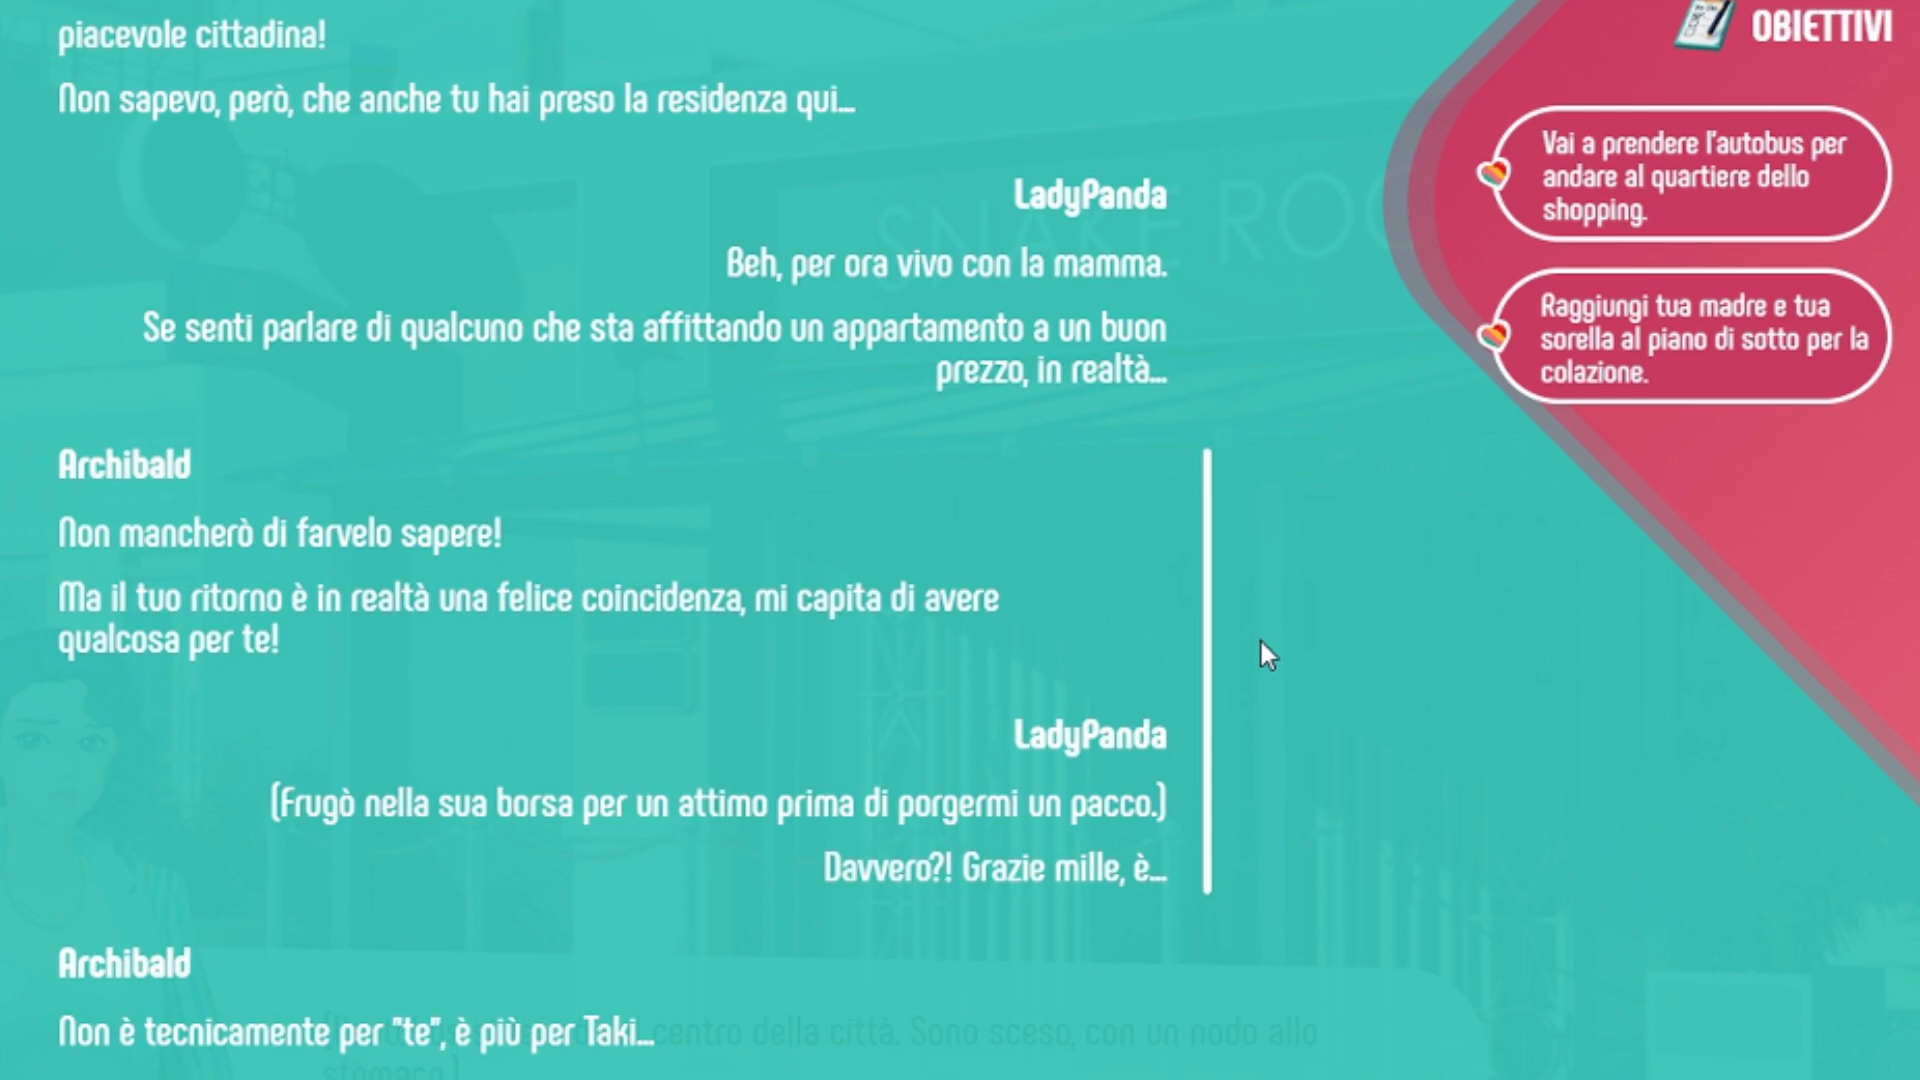 piacevole cittadina!
Non sapevo, però, che anche tu hai preso la residenza qui...
LadyPanda
Beh, per ora vivo con la mamma.
Se senti parlare di qualcuno che sta affittando un appartamento a un buon
prezzo, in realtà...
Archibald
Non mancherò di farvelo sapere!
Ma il tuo ritorno è in realtà una felice coincidenza, mi capita di avere
qualcosa per te!
LadyPanda
(Frugò nella sua borsa per un attimo prima di porgermi un pacco.)
Davvero?! Grazie mille, è...
Archibald
Non è tecnicamente per "te", è più per Taki...
centro della città. Sono sceso, con un nodo allo
stomaco.)
SNAKE ROO
OBIETTIVI
Vai a prendere l'autobus per
andare al quartiere dello
shopping.
Raggiungi tua madre e tua
sorella al piano di sotto per la
colazione.